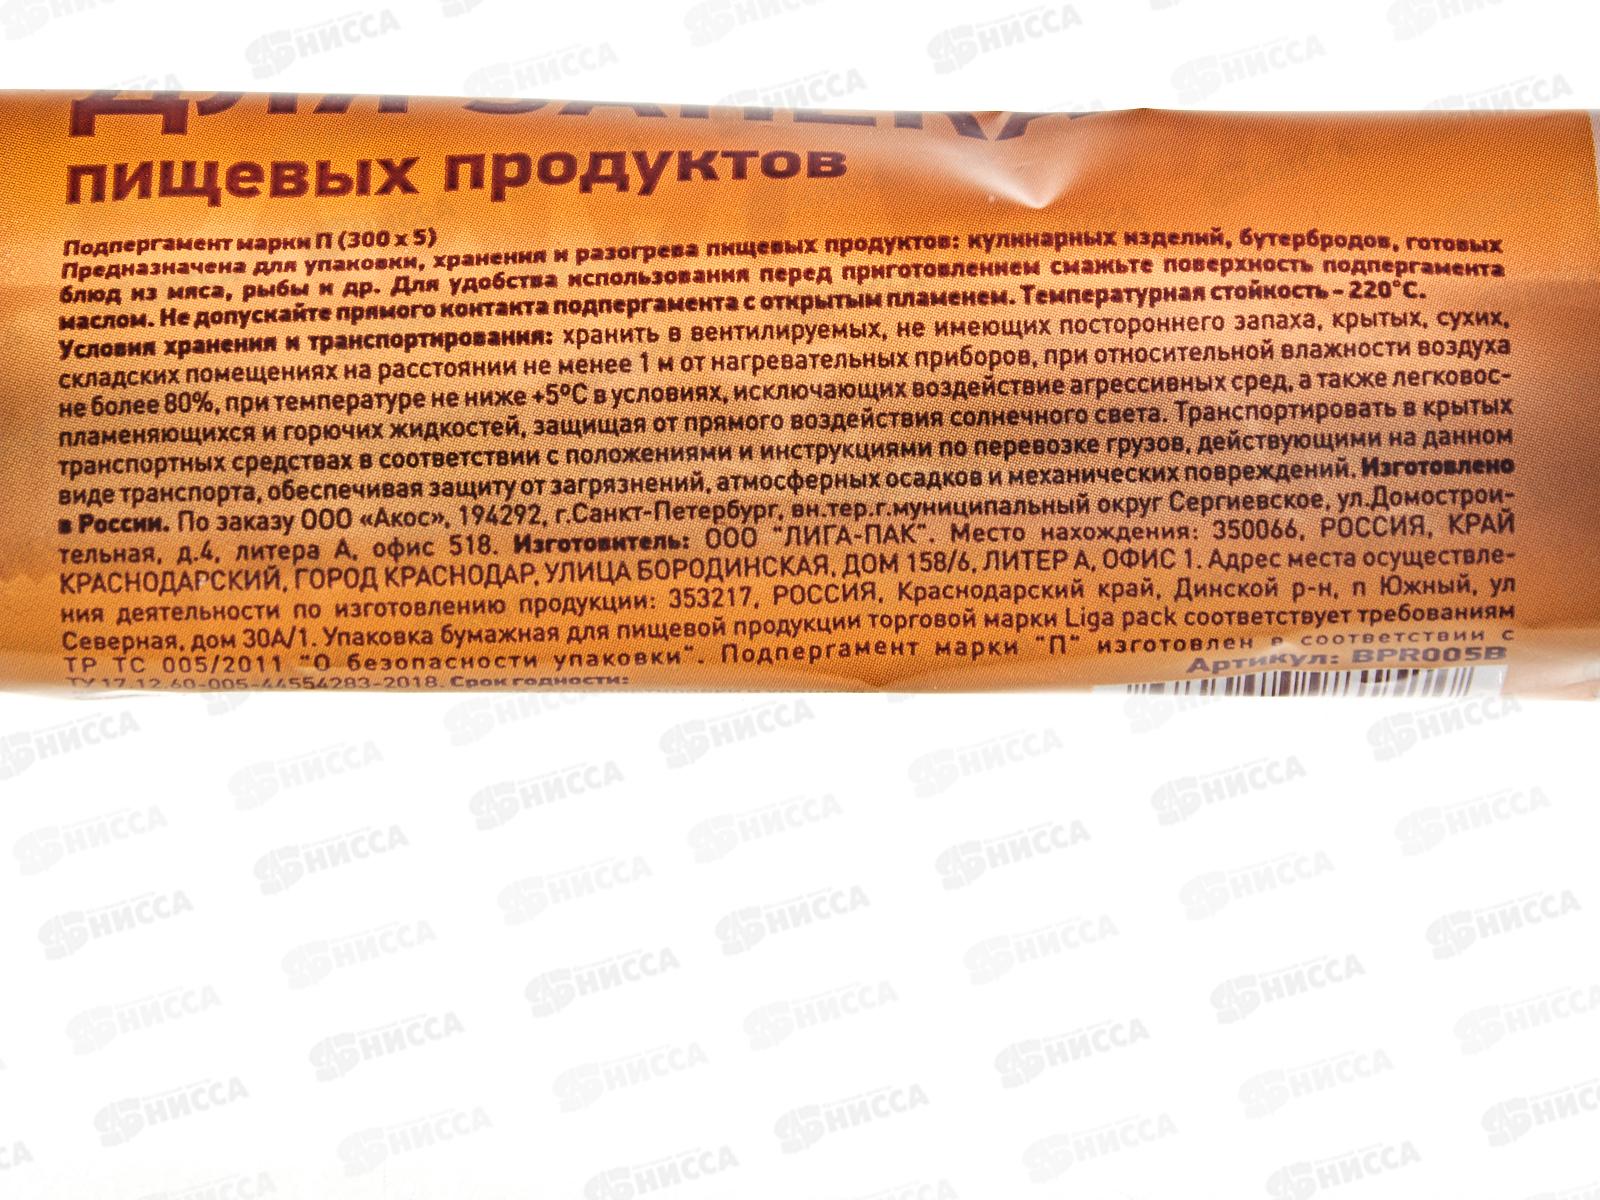 ДЛЯ ЗАПЕКА
пищевых продуктов
Подпергамент марки П (300 х 5)
Предназначена для упаковки, хранения и разогрева пищевых продуктов: кулинарных изделий, бутербродов, готовых
блюд из мяса, рыбы и др. Для удобства использования перед приготовлением смажьте поверхность подпергамента
маслом. Не допускайте прямого контакта подпергамента с открытым пламенем. Температурная стойкость – 220°С.
Условия хранения и транспортирования: хранить в вентилируемых, не имеющих постороннего запаха, крытых, сухих,
складских помещениях на расстоянии не менее 1 м от нагревательных приборов, при относительной влажности воздуха
не более 80%, при температуре не ниже +5°С в условиях, исключающих воздействие агрессивных сред, а также легковос-
пламеняющихся и горючих жидкостей, защищая от прямого воздействия солнечного света. Транспортировать в крытых
транспортных средствах в соответствии с положениями и инструкциями по перевозке грузов, действующими на данном
виде транспорта, обеспечивая защиту от загрязнений, атмосферных осадков и механических повреждений. Изготовлено
в России. По заказу ООО «Акос», 194292, г.Санкт-Петербург, вн.тер.г.муниципальный округ Сергиевское, ул.Домострои-
тельная, д.4, литера А, офис 518. Изготовитель: ООО "ЛИГА-ПАК". Место нахождения: 350066, РОССИЯ, КРАЙ
КРАСНОДАРСКИЙ, ГОРОД КРАСНОДАР, УЛИЦА БОРОДИНСКАЯ, ДОМ 158/6, ЛИТЕР А, ОФИС 1. Адрес места осуществле-
ния деятельности по изготовлению продукции: 353217, РОССИЯ, Краснодарский край, Динской р-н, п Южный, ул
Северная, дом 30А/1. Упаковка бумажная для пищевой продукции торговой марки Liga pack соответствует требованиям
ТР ТС 005/2011 "О безопасности упаковки". Подпергамент марки "П" изготовлен в соответствии с
ТУ 17.12.60-005-44554283-2018. Срок годности:
Артикул: BPR005B